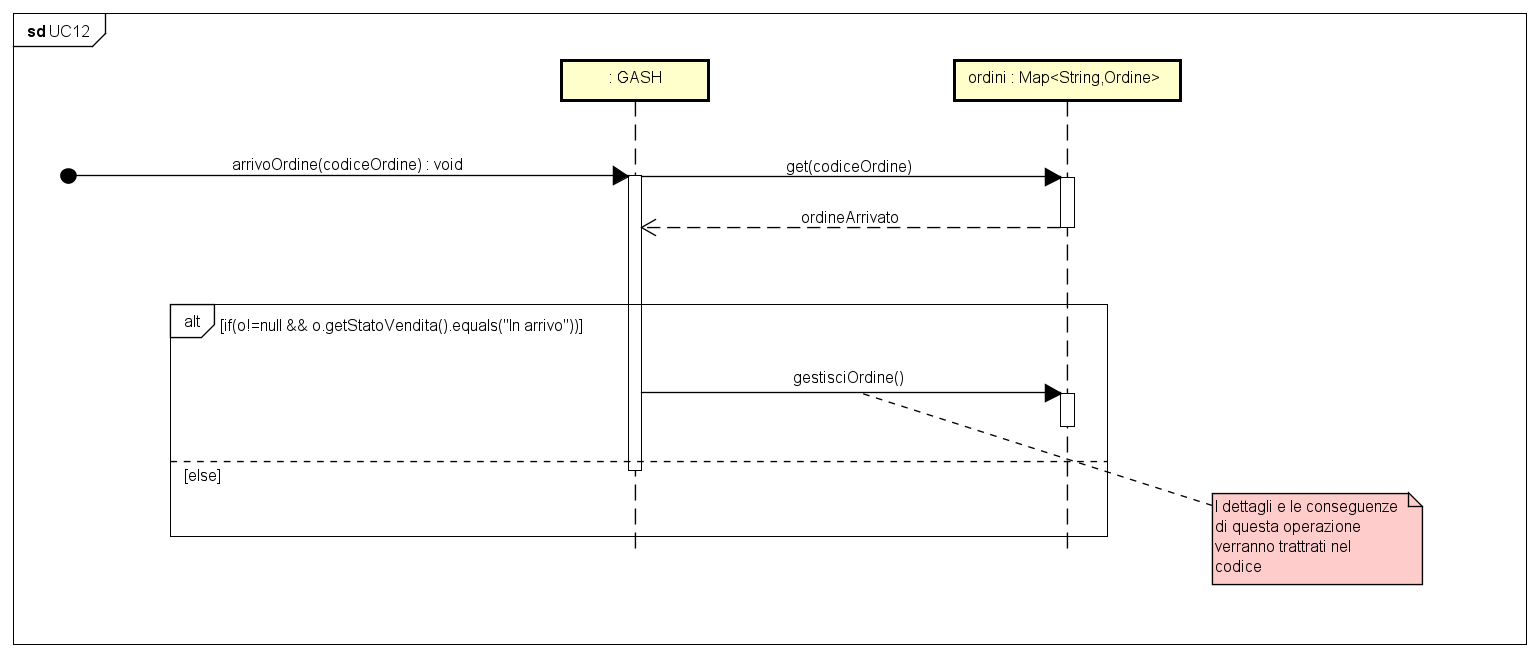 sd UC12
: GASH
ordini : Map<String,Ordine>
arrivoOrdine(codiceOrdine) : void
get(codiceOrdine)
ordineArrivato
alt
[if(o!=null && o.getStatoVendita().equals("In arrivo"))]
gestisciOrdine()
[else]
I dettagli e le conseguenze
di questa operazione
verranno trattrati nel
codice